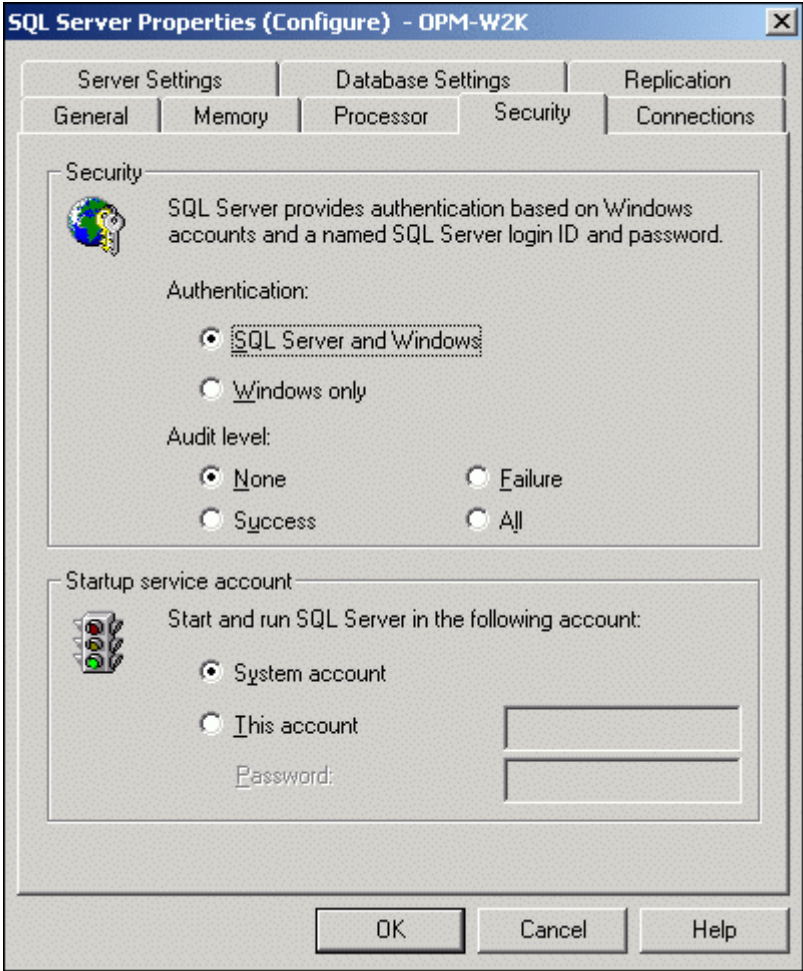 SQL Server Properties (Configure) - OPM-W2K
Server Settings
Database Settings
Replication
General
Memory
Processor
Security
Connections
Security
SQL Server provides authentication based on Windows
accounts and a named SQL Server login ID and password.
Authentication:
SQL Server and Windows
Windows only
Audit level:
None
Failure
Success
All
Startup service account
Start and run SQL Server in the following account:
System account
This account
Password:
OK
Cancel
Help